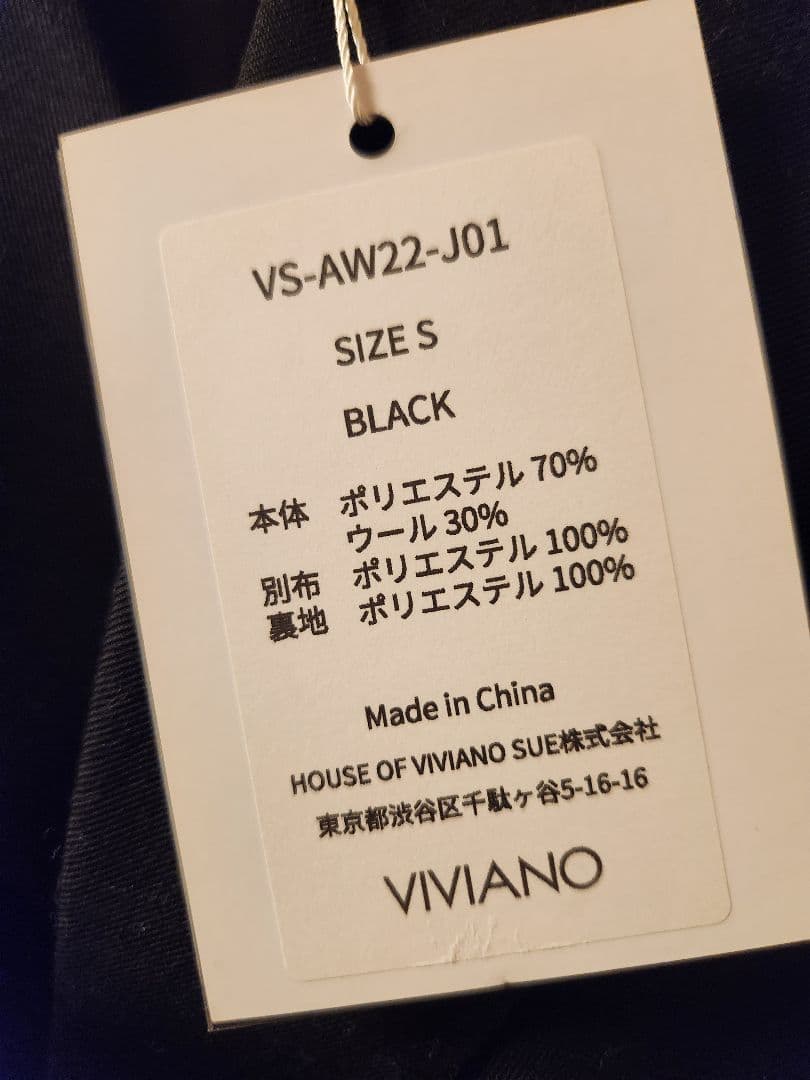 VS-AW22-J01
SIZE S
BLACK
本体 ポリエステル 70%
ウール 30%
別布 ポリエステル 100%
裏地 ポリエステル 100%
Made in China
HOUSE OF VIVIANO SUE株式会社
東京都渋谷区千駄ヶ谷5-16-16
VIVIANO